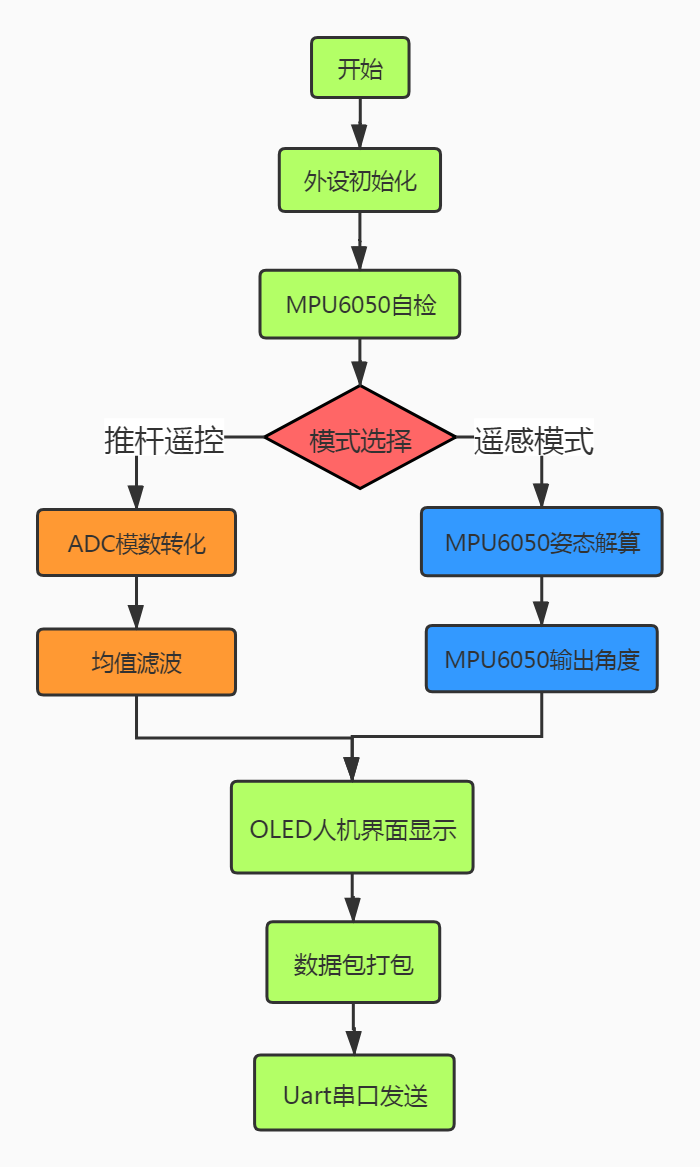 开始
外设初始化
MPU6050自检
模式选择
推杆遥控
遥感模式
ADC模数转化
MPU6050姿态解算
均值滤波
MPU6050输出角度
OLED人机界面显示
数据包打包
Uart串口发送